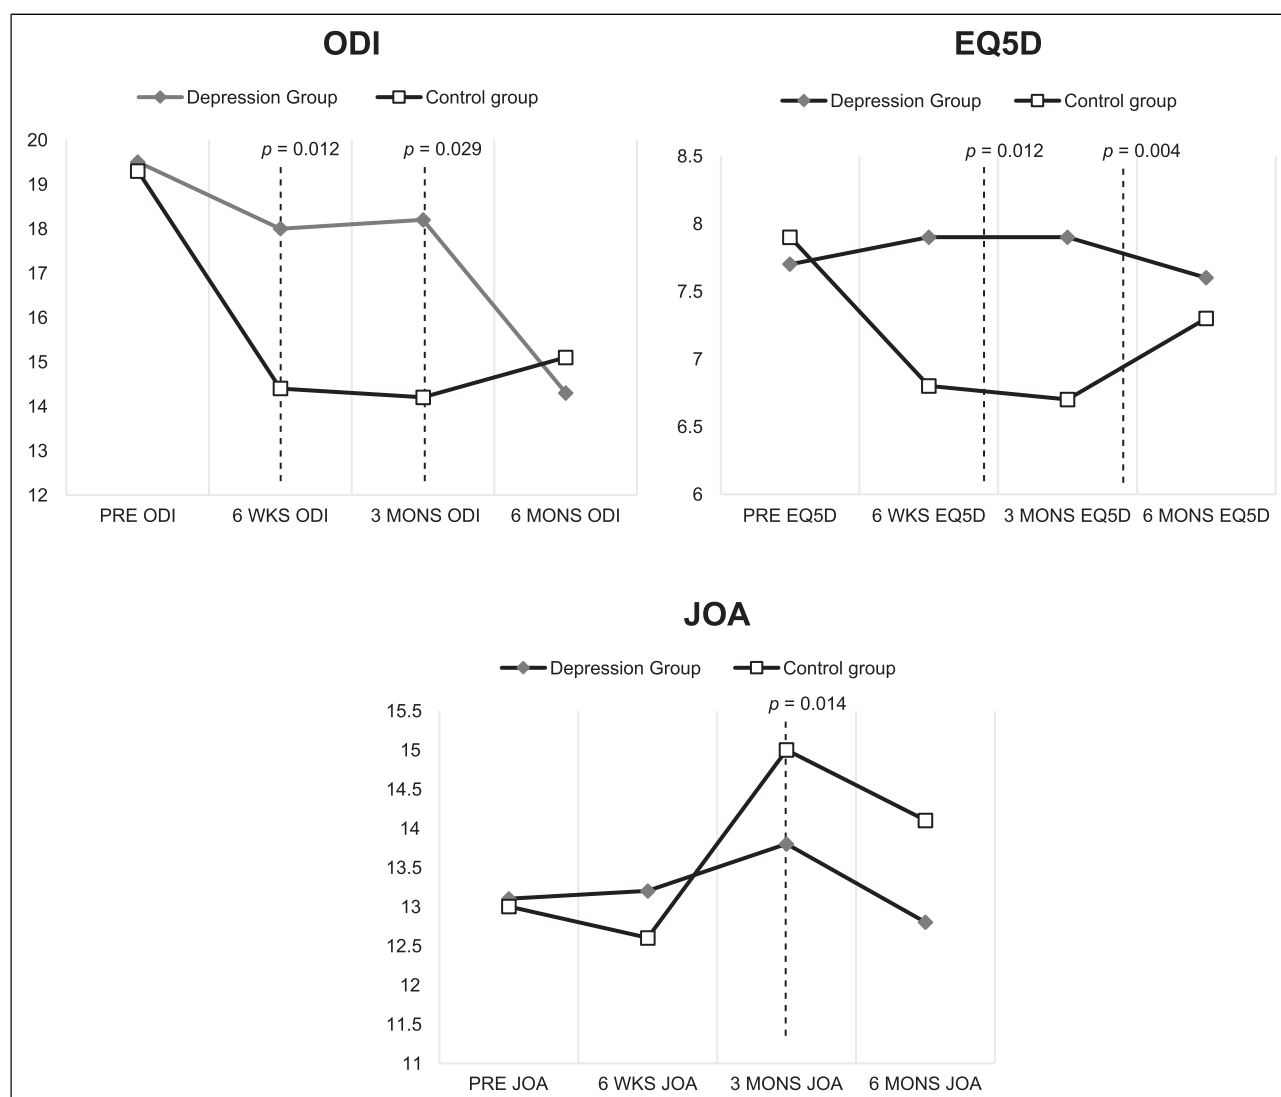 ODI
Depression Group Control group
p = 0.012 p = 0.029
20
19
18
17
16
15
14
13
12
PRE ODI 6 WKS ODI 3 MONS ODI 6 MONS ODI
EQ5D
Depression Group Control group
p = 0.012 p = 0.004
8.5
8
7.5
7
6.5
6
PRE EQ5D 6 WKS EQ5D 3 MONS EQ5D 6 MONS EQ5D
JOA
Depression Group Control group
p = 0.014
15.5
15
14.5
14
13.5
13
12.5
12
11.5
11
PRE JOA 6 WKS JOA 3 MONS JOA 6 MONS JOA